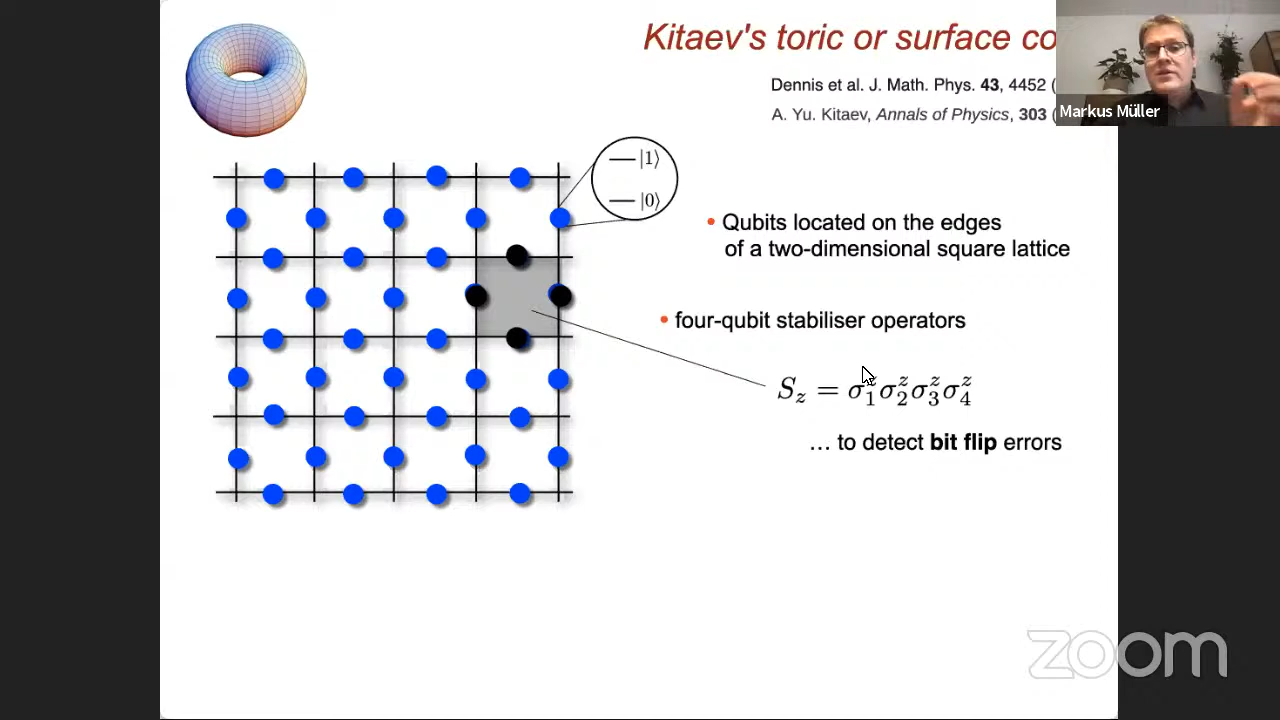 Kitaev's toric or surface co
Dennis et al. J. Math. Phys. 43, 4452 (
A. Yu. Kitaev, Annals of Physics, 303 (
Markus Müller
|1⟩
|0⟩
• Qubits located on the edges
of a two-dimensional square lattice
• four-qubit stabiliser operators
S_z = σ_1^z σ_2^z σ_3^z σ_4^z
... to detect bit flip errors
zoom